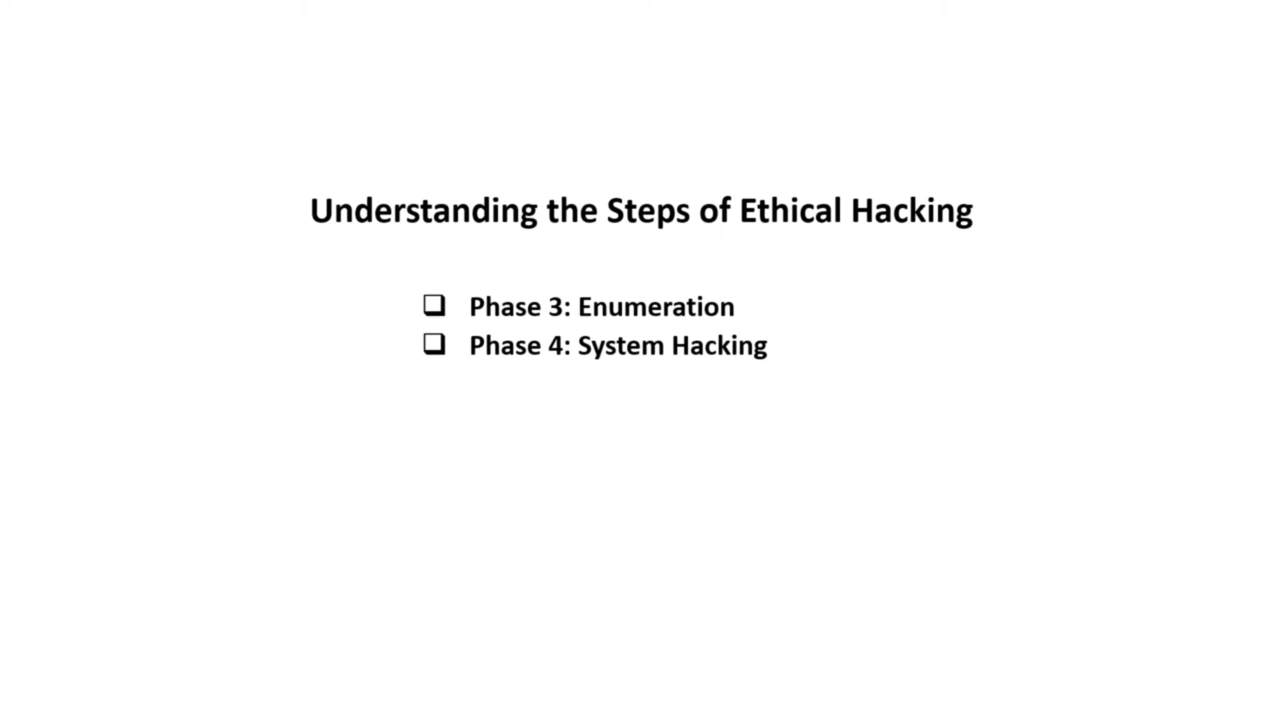 Understanding the Steps of Ethical Hacking
❑ Phase 3: Enumeration
❑ Phase 4: System Hacking